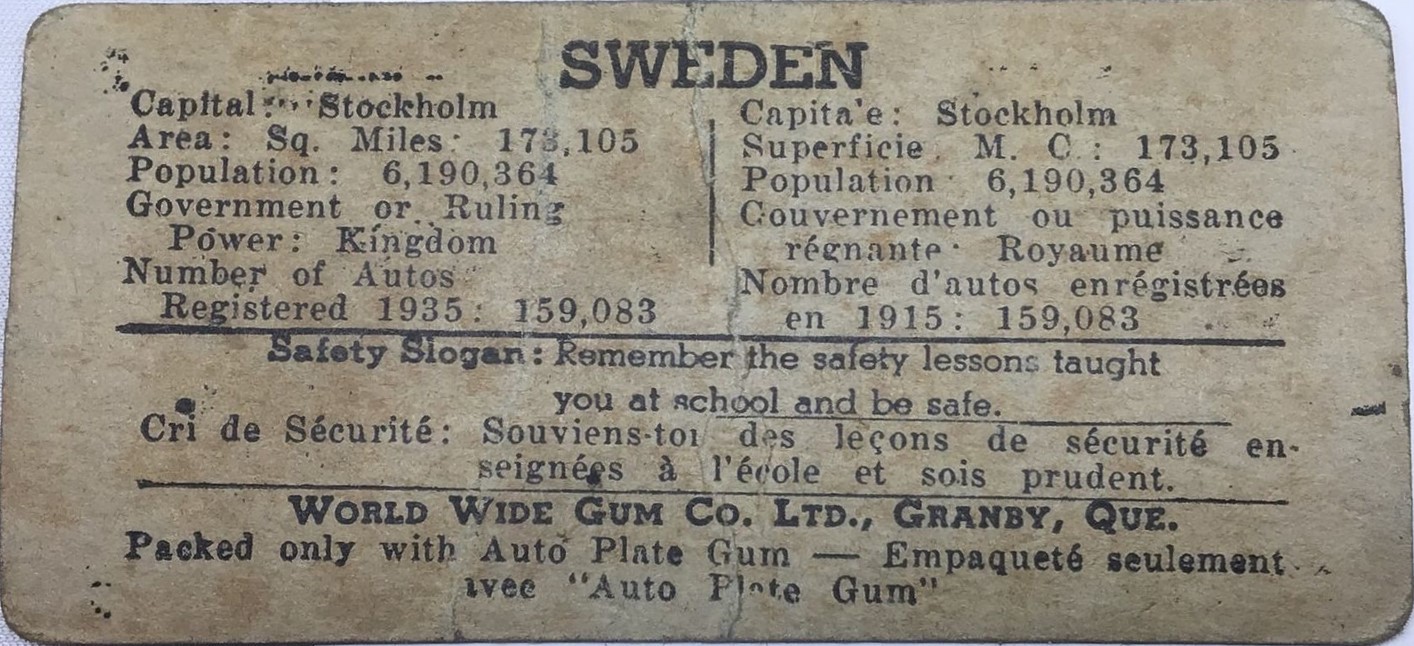 SWEDEN
Capital: Stockholm
Area: Sq. Miles: 173,105
Population: 6,190,364
Government or Ruling
Power: Kingdom
Number of Autos
Registered 1935: 159,083
Capita'e: Stockholm
Superficie. M. C.: 173,105
Population: 6,190,364
Gouvernement ou puissance
régnante: Royaume
Nombre d'autos enrégistrées
en 1915: 159,083
Safety Slogan: Remember the safety lessons taught
you at school and be safe.
Cri de Sécurité: Souviens-toi des leçons de sécurité en-
seignées à l'école et sois prudent.
WORLD WIDE GUM CO. LTD., GRANBY, QUE.
Packed only with Auto Plate Gum — Empaqueté seulement
avec "Auto Plate Gum"